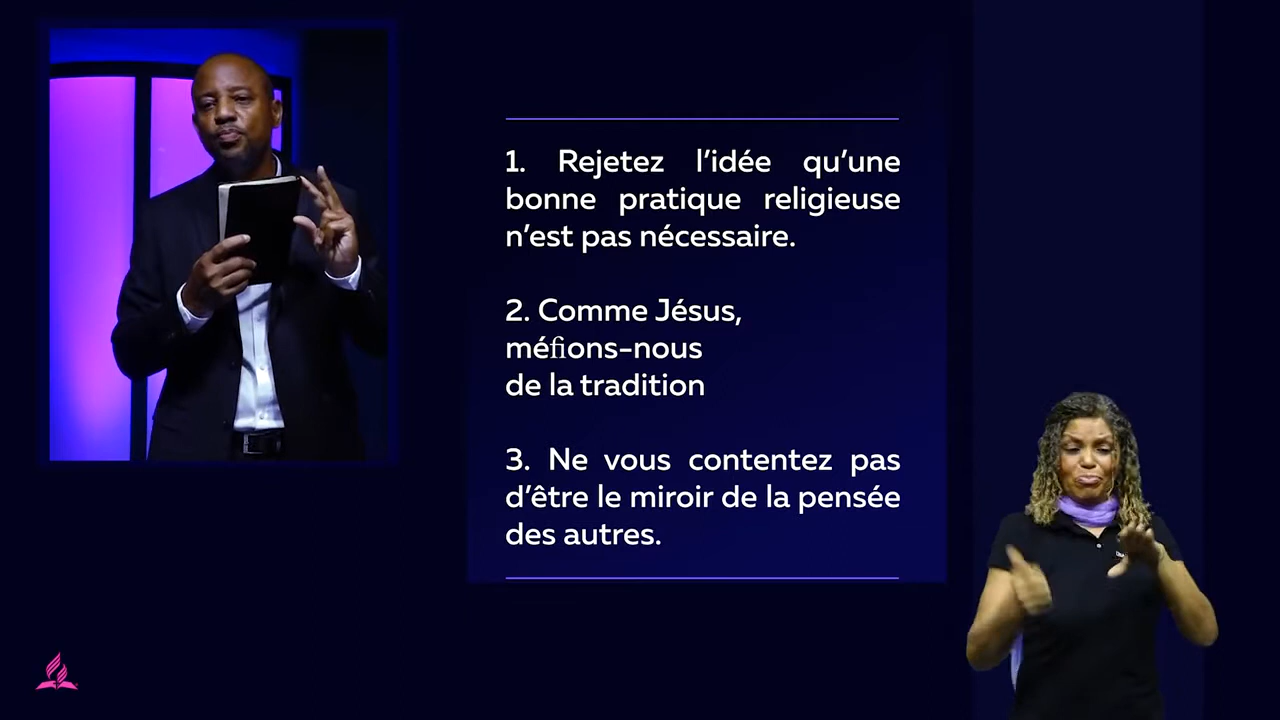 1. Rejetez l’idée qu’une
bonne pratique religieuse
n’est pas nécessaire.
2. Comme Jésus,
méfions-nous
de la tradition
3. Ne vous contentez pas
d’être le miroir de la pensée
des autres.